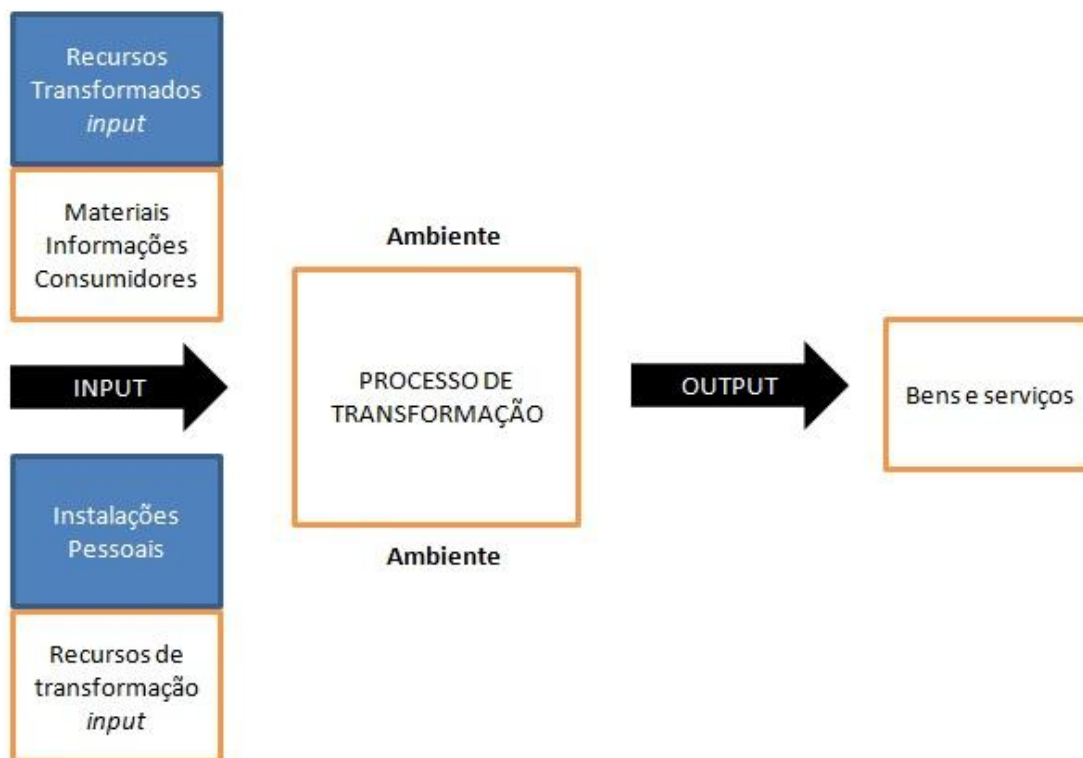 Recursos
Transformados
input
Materiais
Informações
Consumidores
INPUT
Instalações
Pessoais
Recursos de
transformação
input
Ambiente
PROCESSO DE
TRANSFORMAÇÃO
Ambiente
OUTPUT
Bens e serviços